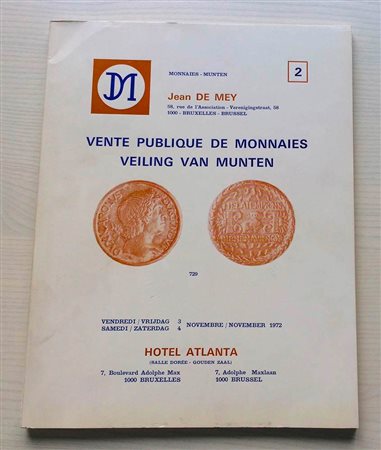 DM
MONNAIES - MUNTEN
2
Jean DE MEY
58, rue de l'Association - Verenigingstraat, 58
1000 - BRUXELLES - BRUSSEL
VENTE PUBLIQUE DE MONNAIES
VEILING VAN MUNTEN
729
VENDREDI / VRIJDAG 3
SAMEDI / ZATERDAG 4
NOVEMBRE / NOVEMBER 1972
HOTEL ATLANTA
(SALLE DORÉE - GOUDEN ZAAL)
7, Boulevard Adolphe Max
1000 BRUXELLES
7, Adolphe Maxlaan
1000 BRUSSEL